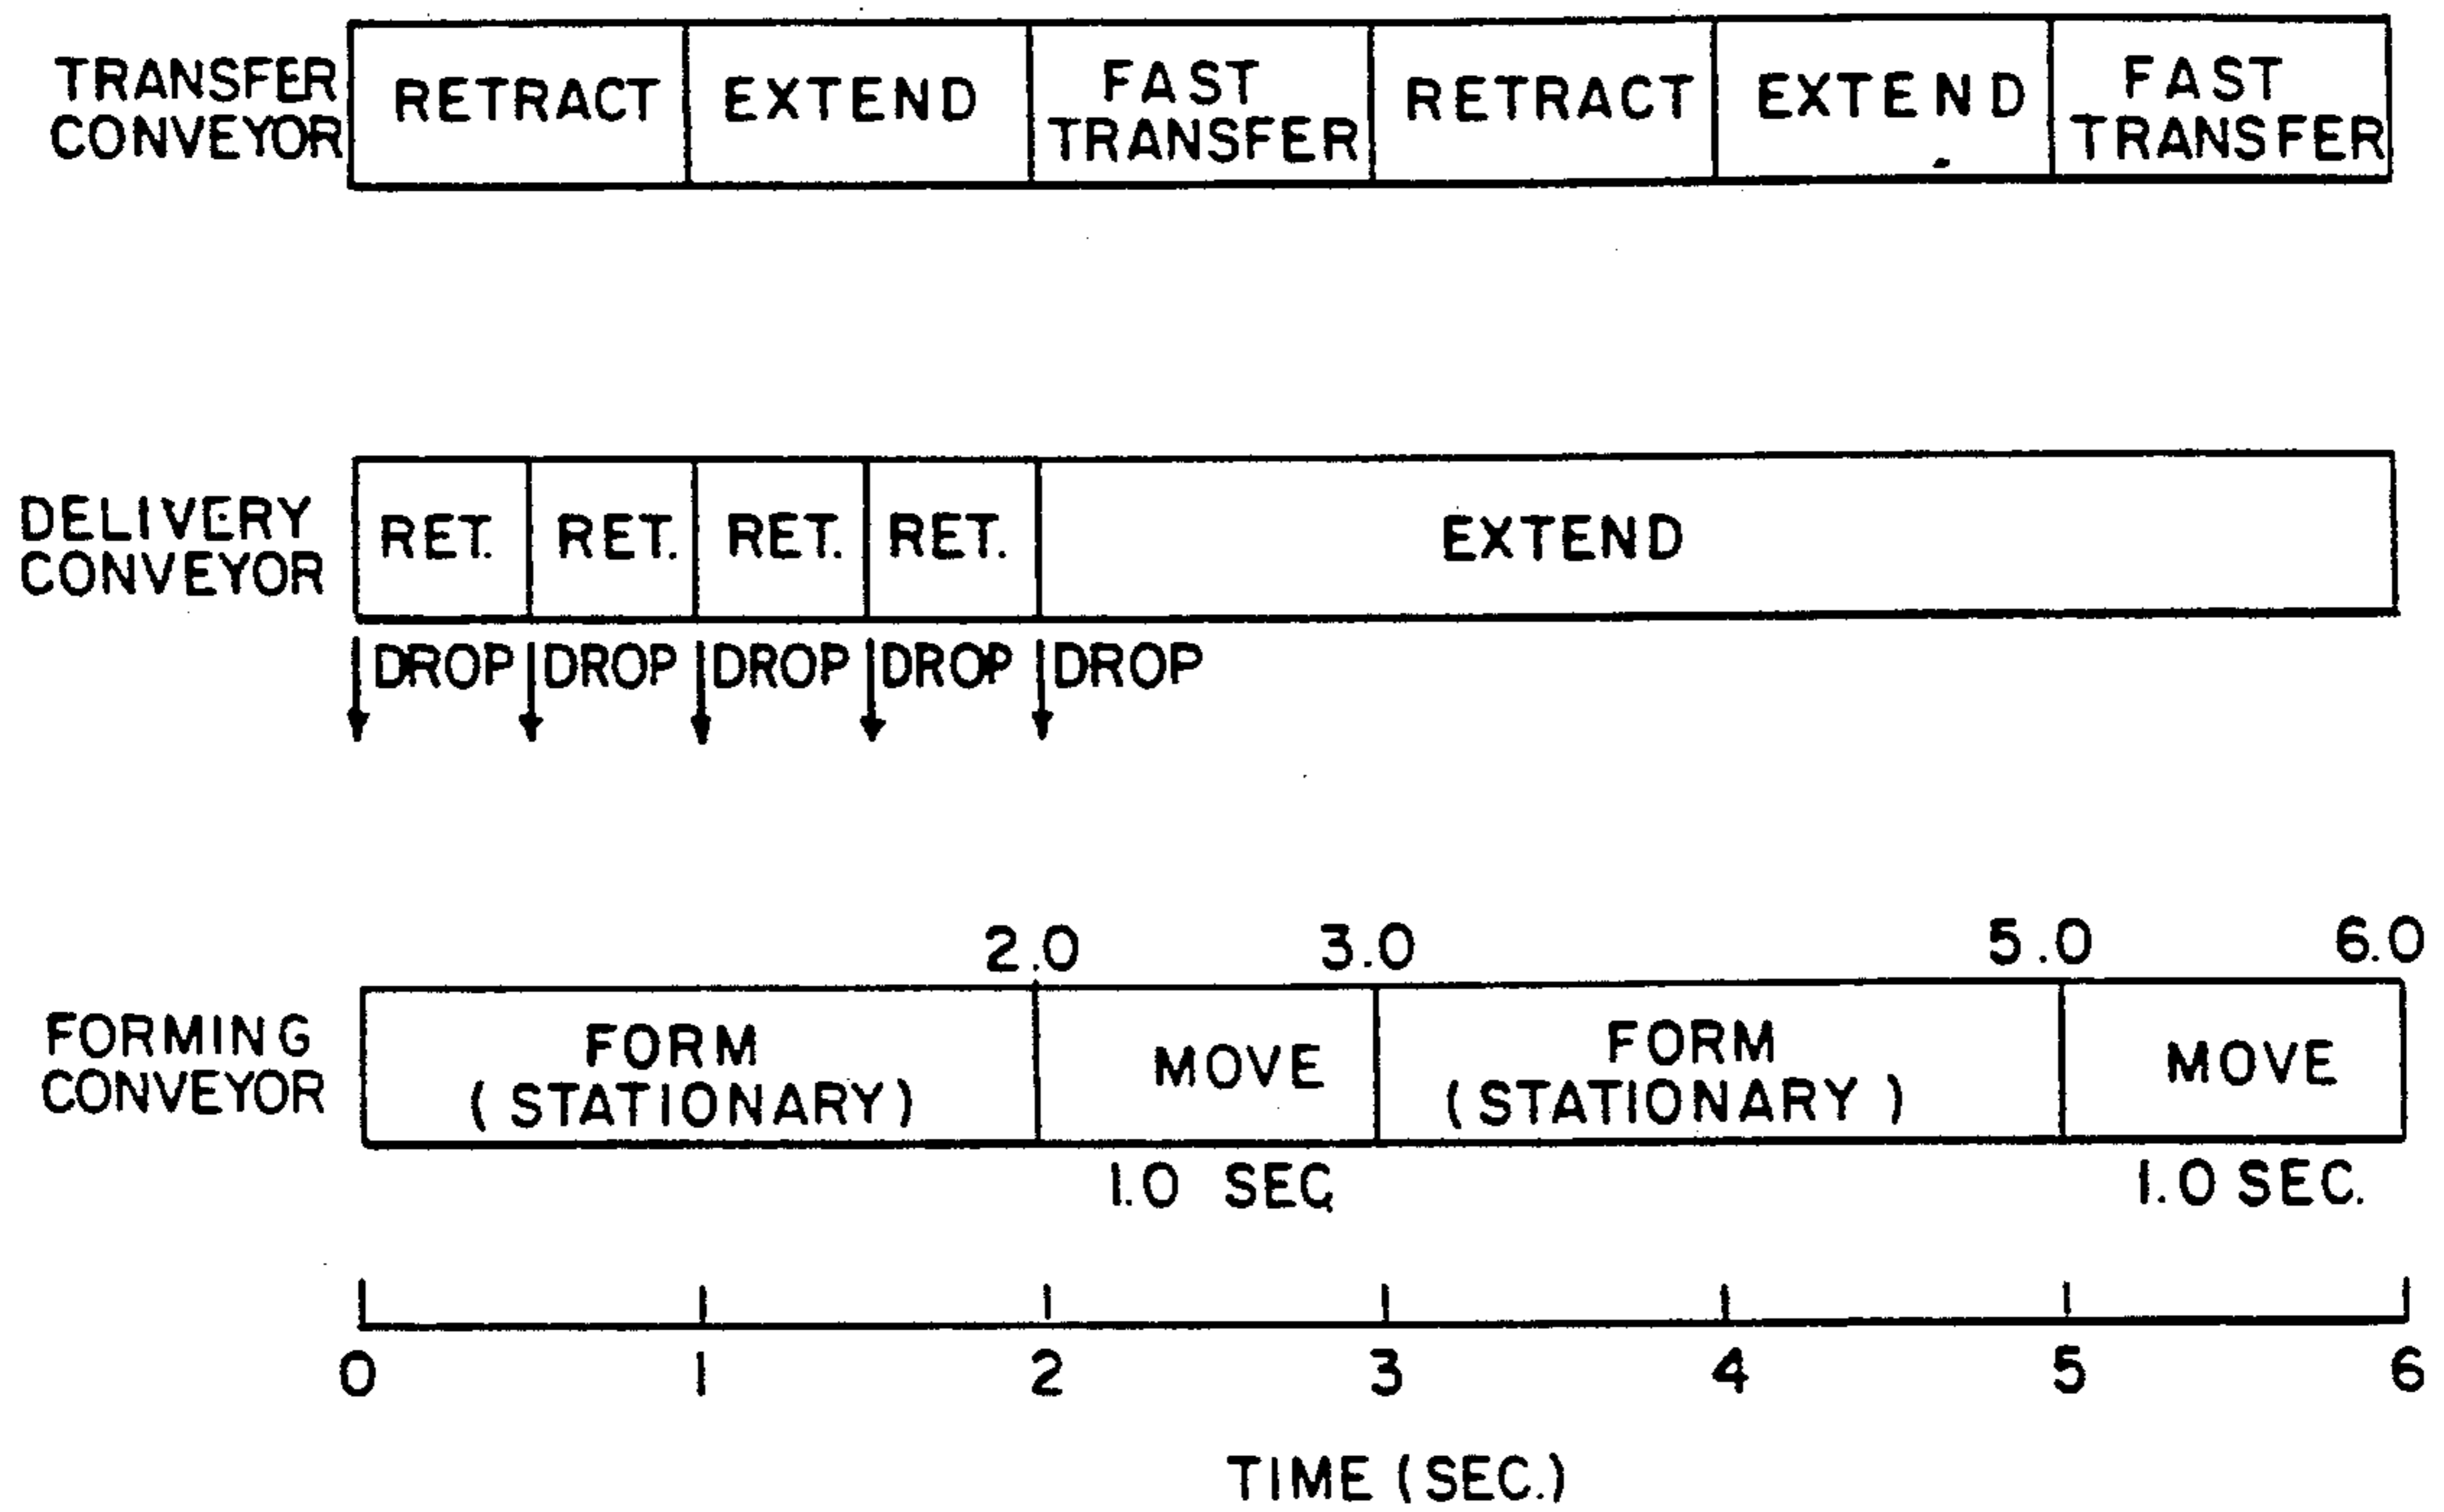 TRANSFER
CONVEYOR
RETRACT
EXTEND
FAST
TRANSFER
RETRACT
EXTEND
FAST
TRANSFER
DELIVERY
CONVEYOR
RET.
RET.
RET.
RET.
EXTEND
DROP
DROP
DROP
DROP
DROP
2.0
3.0
5.0
6.0
FORMING
CONVEYOR
FORM
(STATIONARY)
MOVE
FORM
(STATIONARY)
MOVE
1.0 SEC.
1.0 SEC.
0 1 2 3 4 5 6
TIME (SEC.)